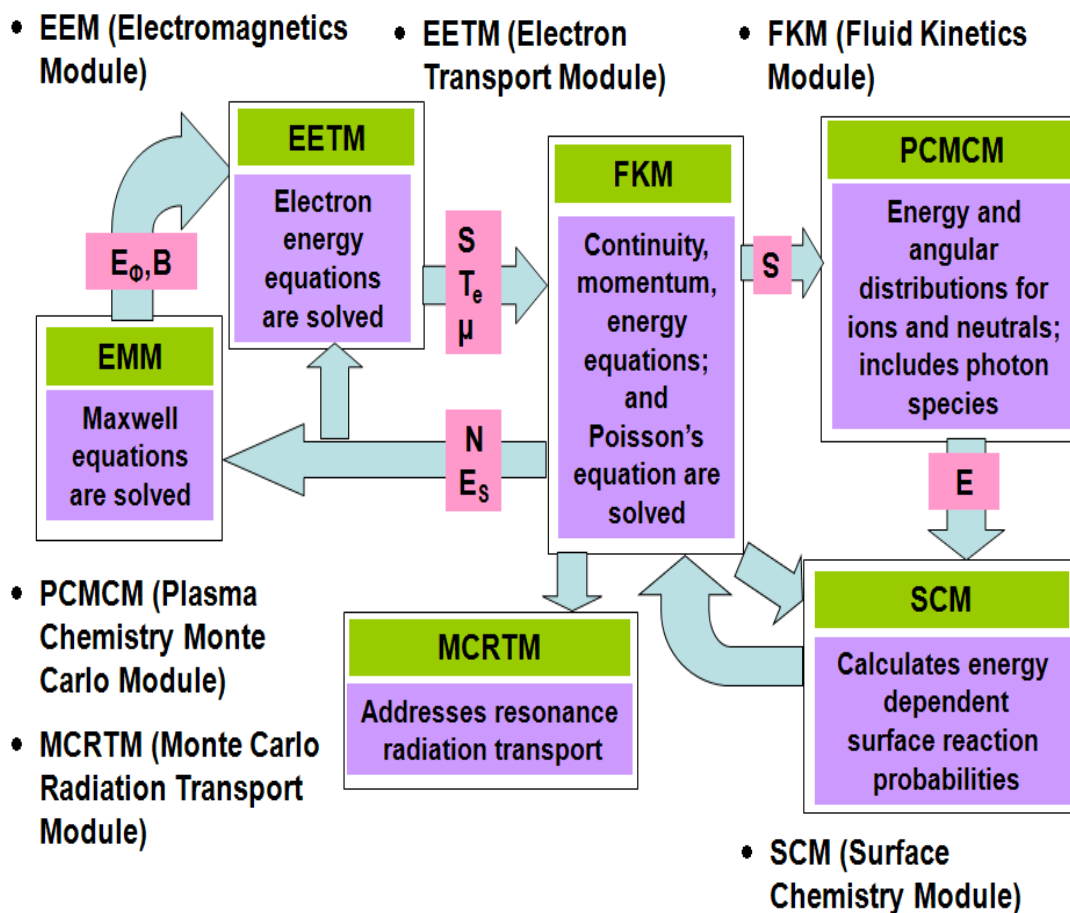 • EEM (Electromagnetics
Module)
• EETM (Electron
Transport Module)
• FKM (Fluid Kinetics
Module)
EETM
Electron
energy
equations
are solved
E_Φ,B
EMM
Maxwell
equations
are solved
S
T_e
μ
N
E_S
FKM
Continuity,
momentum,
energy
equations;
and
Poisson's
equation are
solved
S
PCMCM
Energy and
angular
distributions for
ions and neutrals;
includes photon
species
E
SCM
Calculates energy
dependent
surface reaction
probabilities
MCRTM
Addresses resonance
radiation transport
• PCMCM (Plasma
Chemistry Monte
Carlo Module)
• MCRTM (Monte Carlo
Radiation Transport
Module)
• SCM (Surface
Chemistry Module)